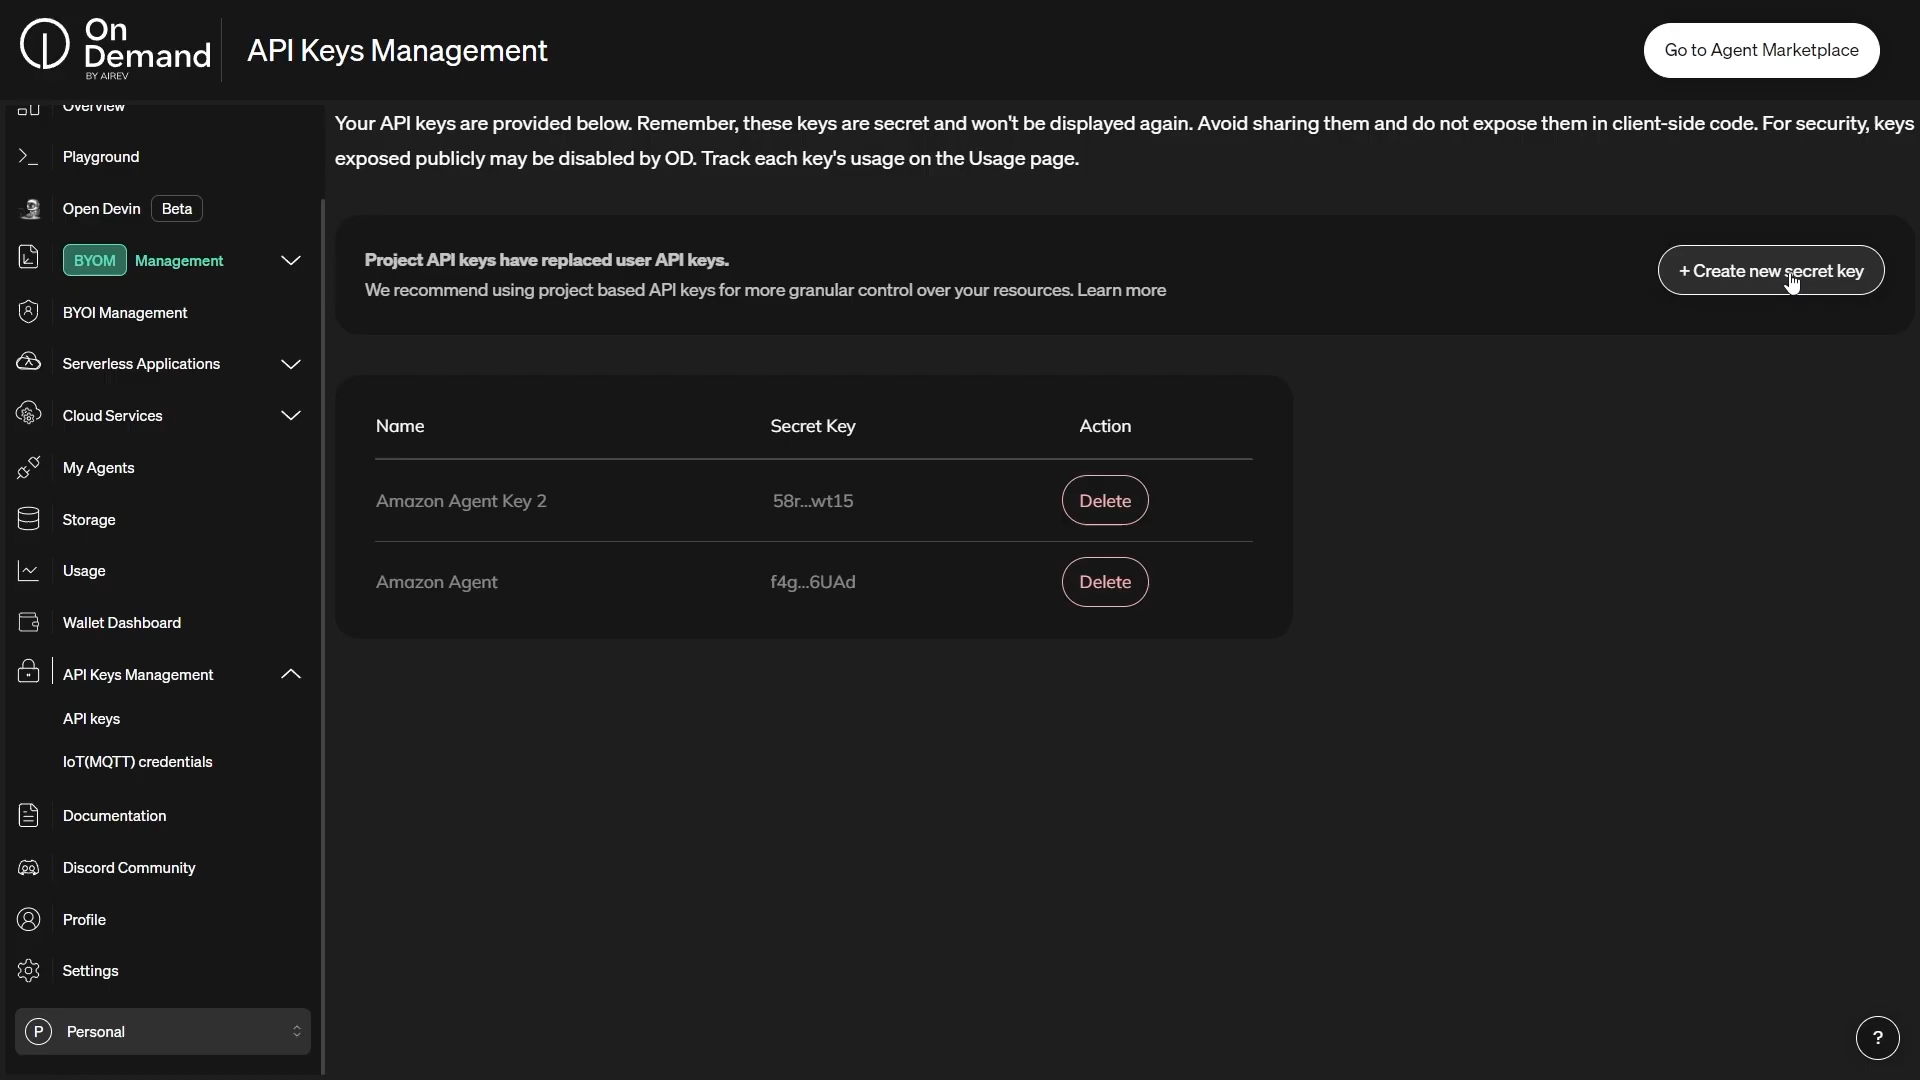 On
Demand
BY AIREV
API Keys Management
Go to Agent Marketplace
Overview
Playground
Open Devin Beta
BYOM Management
BYOI Management
Serverless Applications
Cloud Services
My Agents
Storage
Usage
Wallet Dashboard
API Keys Management
API keys
IoT(MQTT) credentials
Documentation
Discord Community
Profile
Settings
P Personal
Your API keys are provided below. Remember, these keys are secret and won't be displayed again. Avoid sharing them and do not expose them in client-side code. For security, keys
exposed publicly may be disabled by OD. Track each key's usage on the Usage page.
Project API keys have replaced user API keys.
We recommend using project based API keys for more granular control over your resources. Learn more
+ Create new secret key
Name Secret Key Action
Amazon Agent Key 2 58r...wt15 Delete
Amazon Agent f4g...6UAd Delete
?